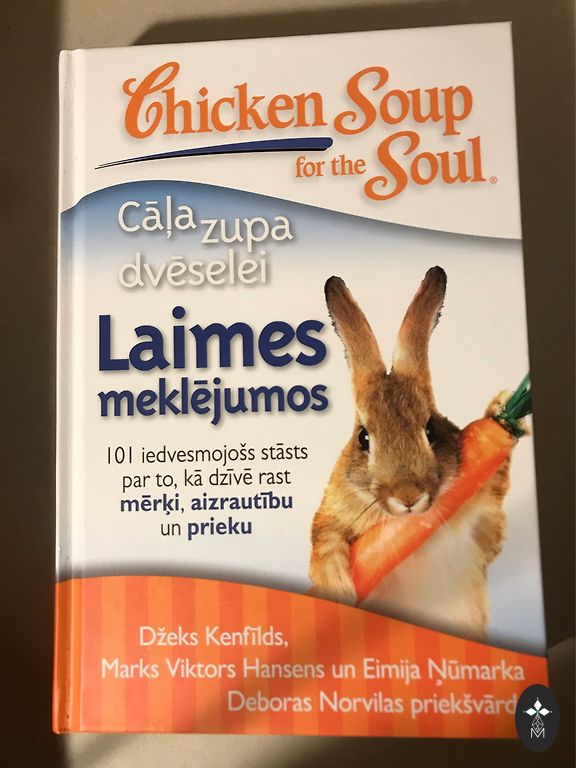 Chicken Soup
for the Soul®
Cāļa zupa
dvēselei
Laimes
meklējumos
101 iedvesmojošs stāsts
par to, kā dzīvē rast
mērķi, aizrautību
un prieku
Džeks Kenfīlds,
Marks Viktors Hansens un Eimija Ņūmarka
Deboras Norvilas priekšvārd